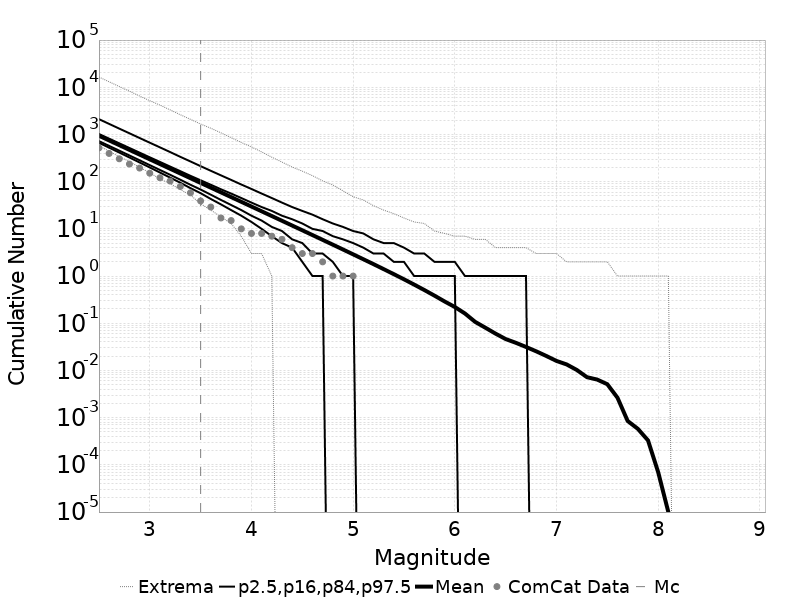 10^5
10^4
10^3
10^2
10^1
10^0
10^-1
10^-2
10^-3
10^-4
10^-5
Cumulative Number
3 4 5 6 7 8 9
Magnitude
Extrema p2.5,p16,p84,p97.5 Mean ComCat Data Mc